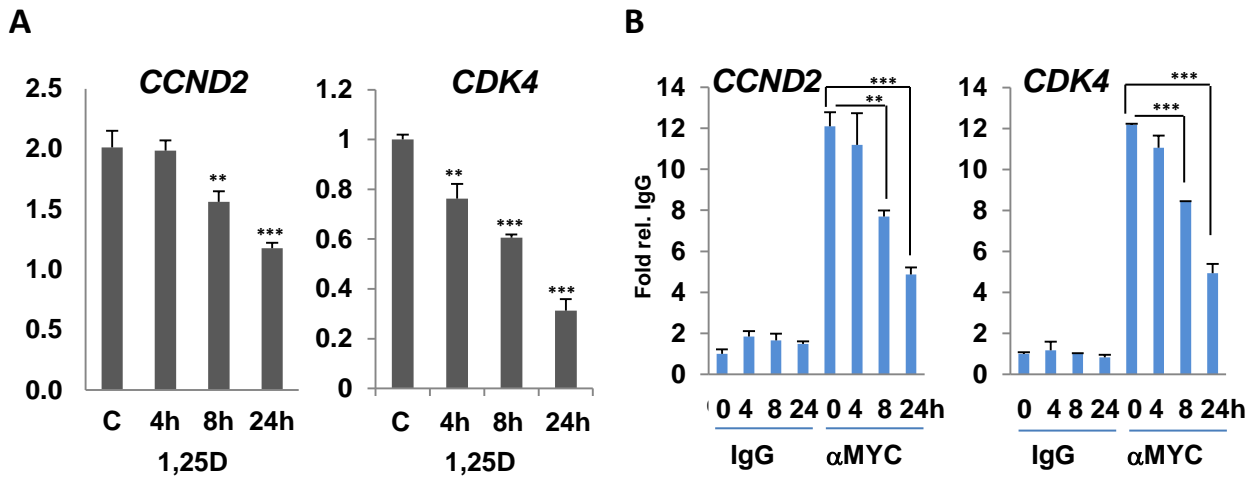 A
B
CCND2
2.5
2.0
1.5
1.0
0.5
0.0
**
***
C 4h 8h 24h
1,25D
CDK4
1.2
1
0.8
0.6
0.4
0.2
0
**
***
***
C 4h 8h 24h
1,25D
CCND2
Fold rel. IgG
14
12
10
8
6
4
2
0
***
**
0 4 8 24 0 4 8 24h
IgG αMYC
CDK4
14
12
10
8
6
4
2
0
***
***
0 4 8 24 0 4 8 24h
IgG αMYC